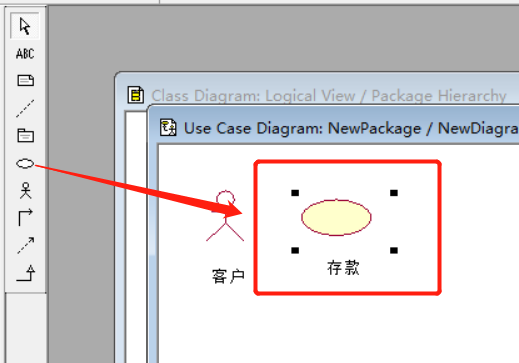 ABC
Class Diagram: Logical View / Package Hierarchy
Use Case Diagram: NewPackage / NewDiagra
客户
存款